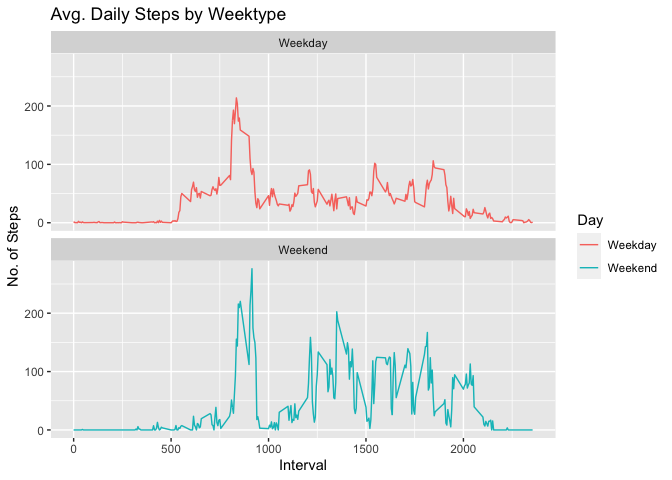 Avg. Daily Steps by Weektype
Weekday
200
100
0
Weekend
200
100
0
0 500 1000 1500 2000
Interval
No. of Steps
Day
Weekday
Weekend